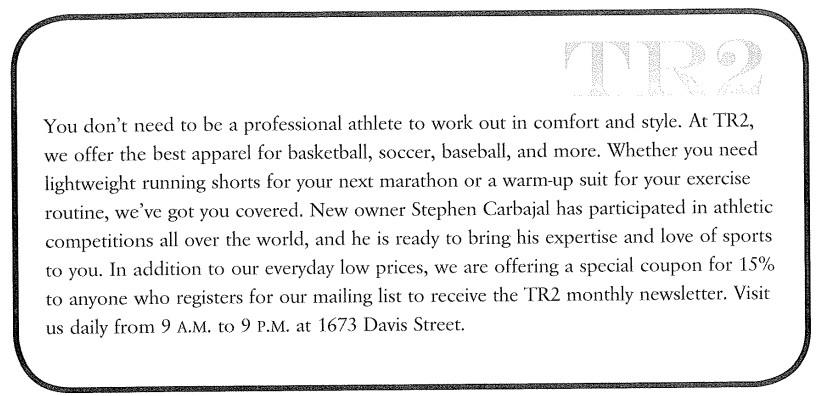 TR2
You don't need to be a professional athlete to work out in comfort and style. At TR2,
we offer the best apparel for basketball, soccer, baseball, and more. Whether you need
lightweight running shorts for your next marathon or a warm-up suit for your exercise
routine, we've got you covered. New owner Stephen Carbajal has participated in athletic
competitions all over the world, and he is ready to bring his expertise and love of sports
to you. In addition to our everyday low prices, we are offering a special coupon for 15%
to anyone who registers for our mailing list to receive the TR2 monthly newsletter. Visit
us daily from 9 A.M. to 9 P.M. at 1673 Davis Street.